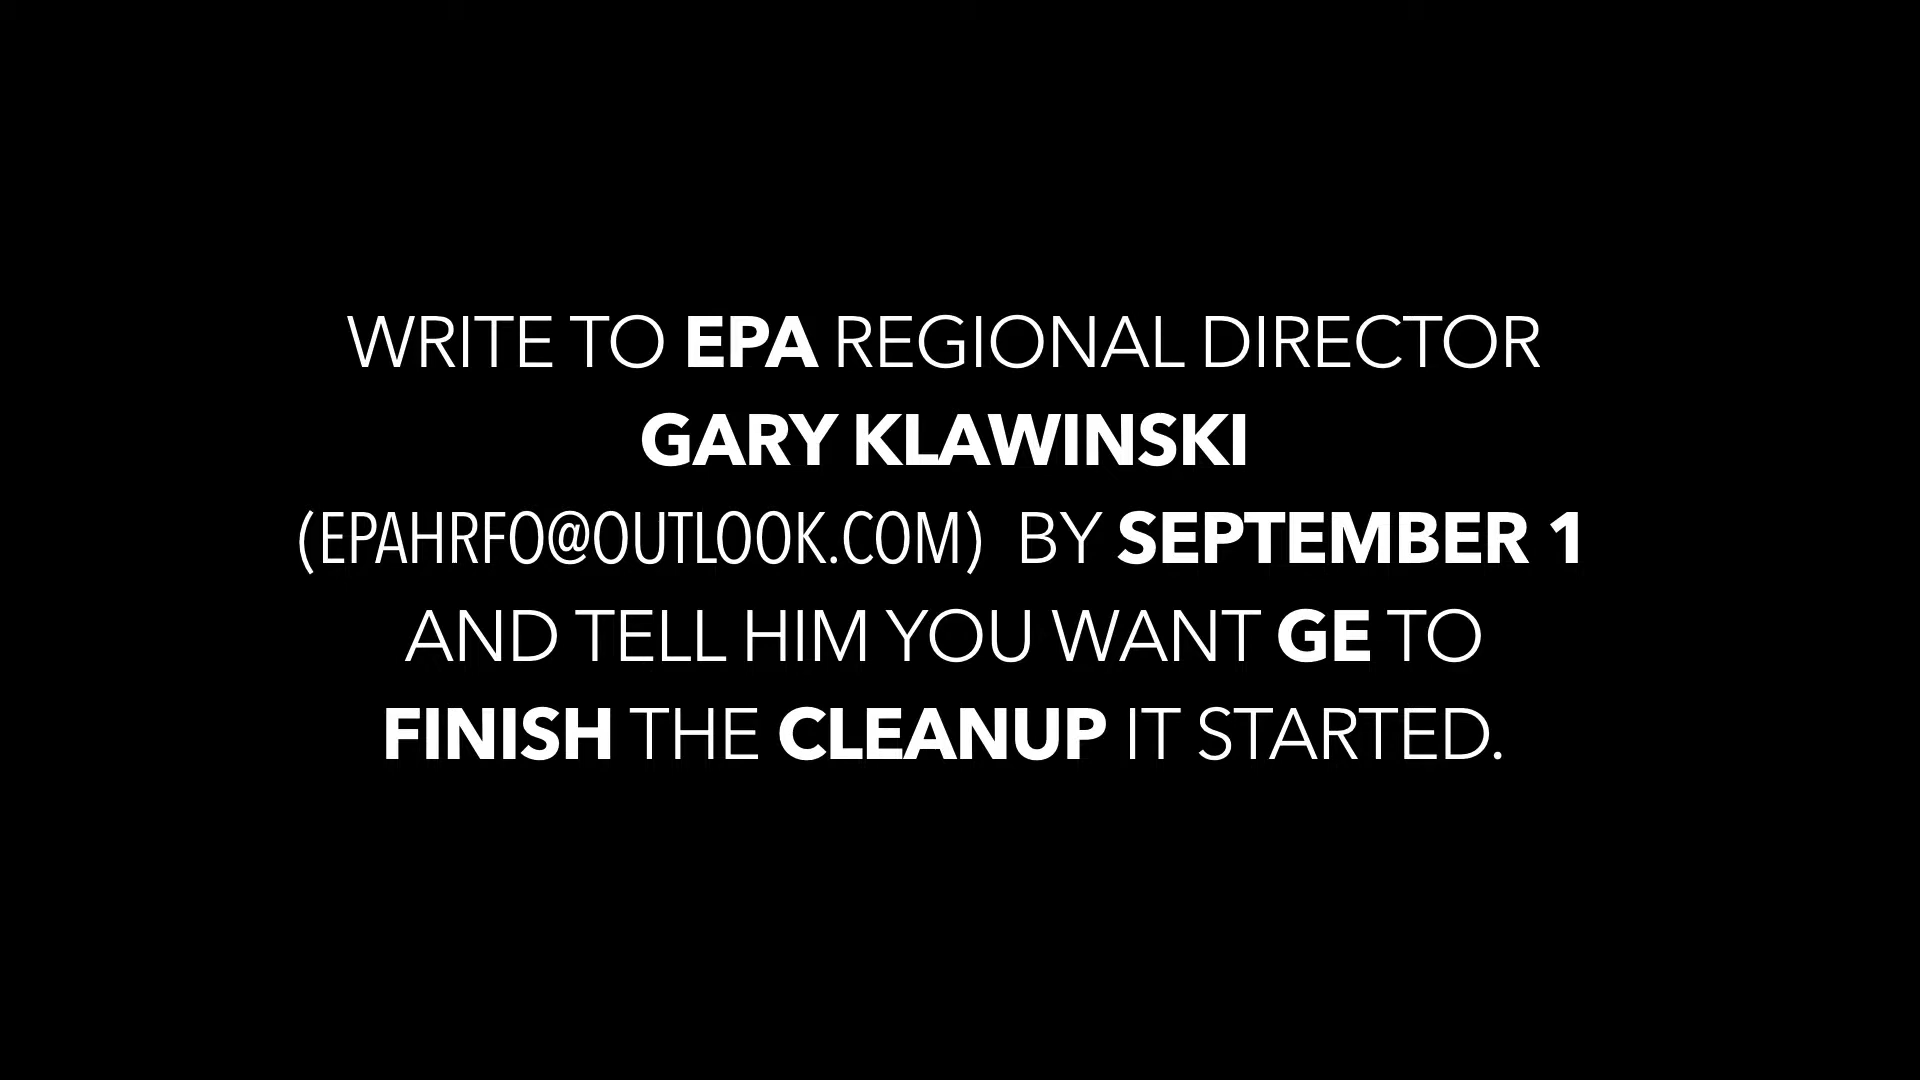 WRITE TO EPA REGIONAL DIRECTOR
GARY KLAWINSKI
(EPAHRFO@OUTLOOK.COM) BY SEPTEMBER 1
AND TELL HIM YOU WANT GE TO
FINISH THE CLEANUP IT STARTED.